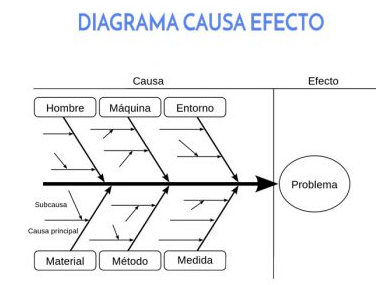 DIAGRAMA CAUSA EFECTO
Causa
Efecto
Hombre
Máquina
Entorno
Problema
Subcausa
Causa principal
Material
Método
Medida